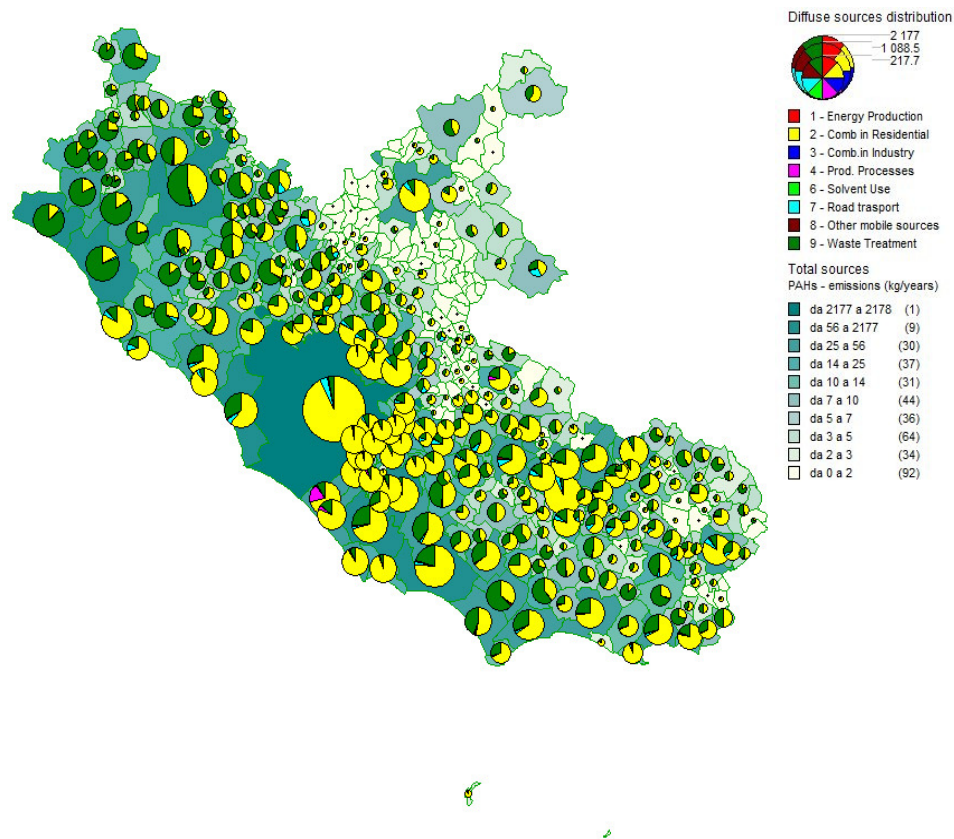 Diffuse sources distribution
2 177
1 088.5
217.7
1 - Energy Production
2 - Comb in Residential
3 - Comb.in Industry
4 - Prod. Processes
6 - Solvent Use
7 - Road trasport
8 - Other mobile sources
9 - Waste Treatment
Total sources
PAHs - emissions (kg/years)
da 2177 a 2178 (1)
da 56 a 2177 (9)
da 25 a 56 (30)
da 14 a 25 (37)
da 10 a 14 (31)
da 7 a 10 (44)
da 5 a 7 (36)
da 3 a 5 (64)
da 2 a 3 (34)
da 0 a 2 (92)